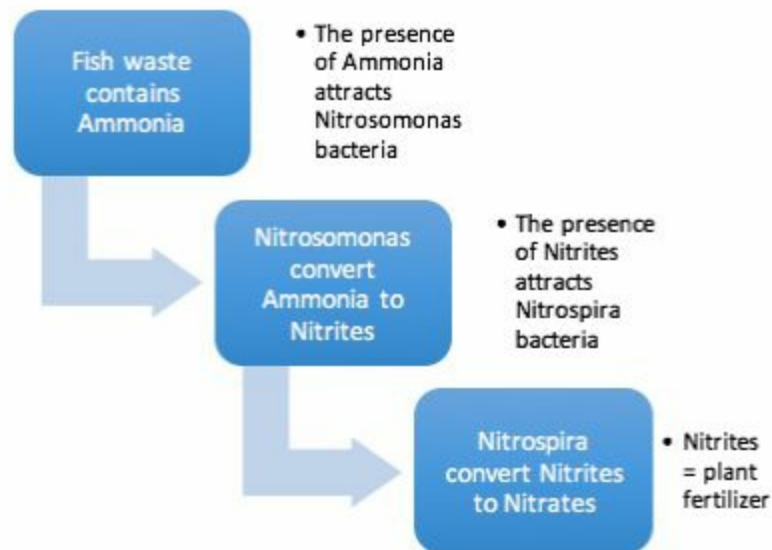 Fish waste
contains
Ammonia
• The presence
of Ammonia
attracts
Nitrosomonas
bacteria
Nitrosomonas
convert
Ammonia to
Nitrites
• The presence
of Nitrites
attracts
Nitrospira
bacteria
Nitrospira
convert Nitrites
to Nitrates
• Nitrites
= plant
fertilizer